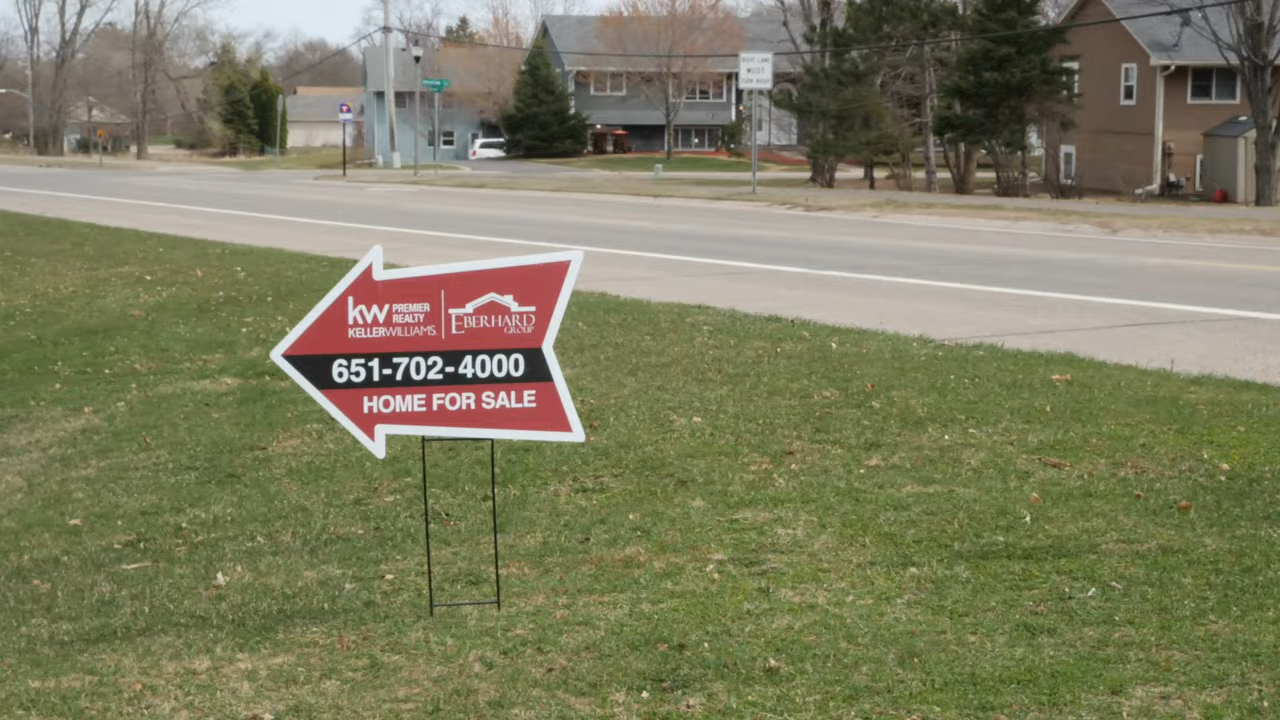 RIGHT LANE
MUST
TURN RIGHT
kw PREMIER
REALTY
KELLERWILLIAMS.
EBERHARD
GROUP
651-702-4000
HOME FOR SALE